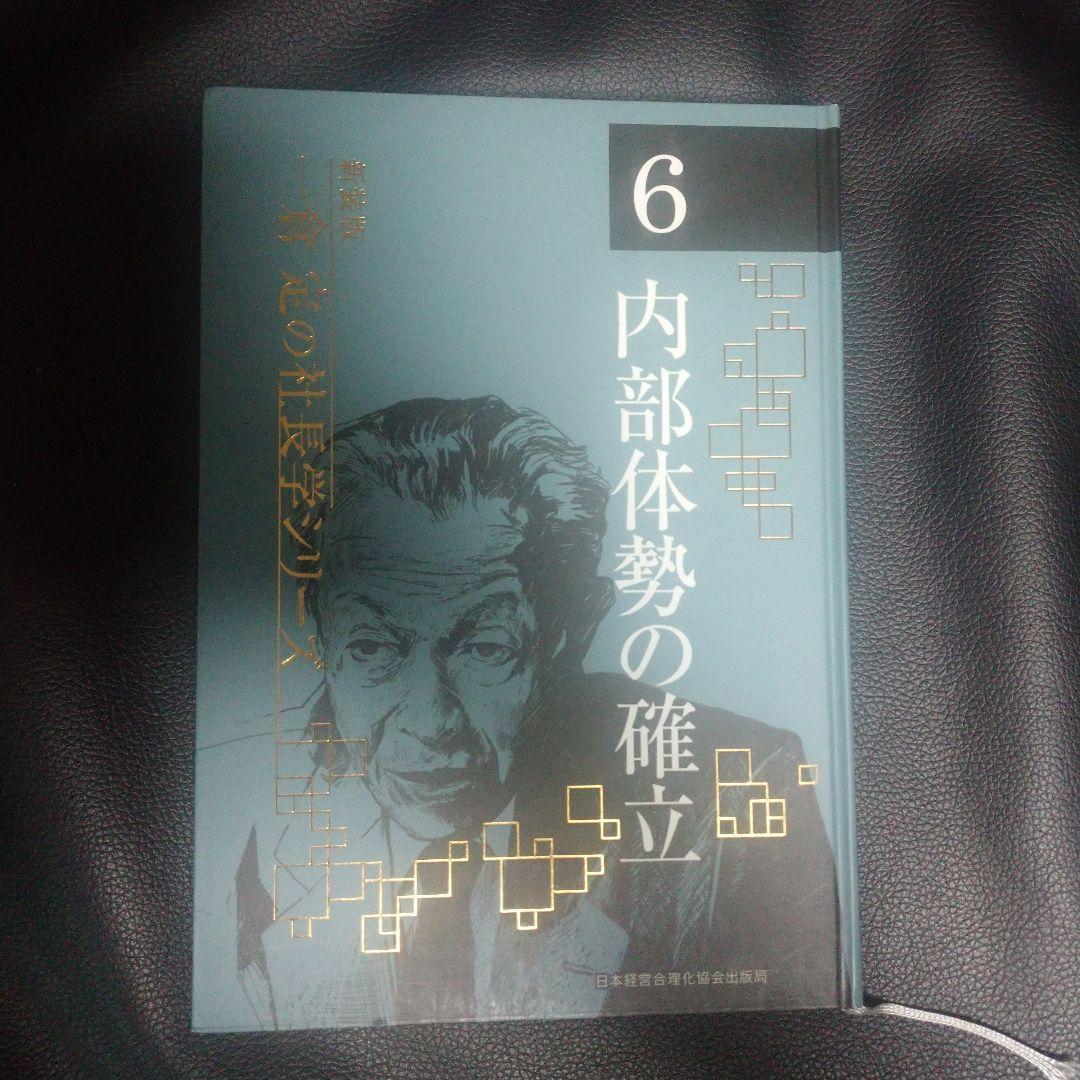 6
内部体勢の確立
新装版
一倉 定の社長学シリーズ
日本経営合理化協会出版局